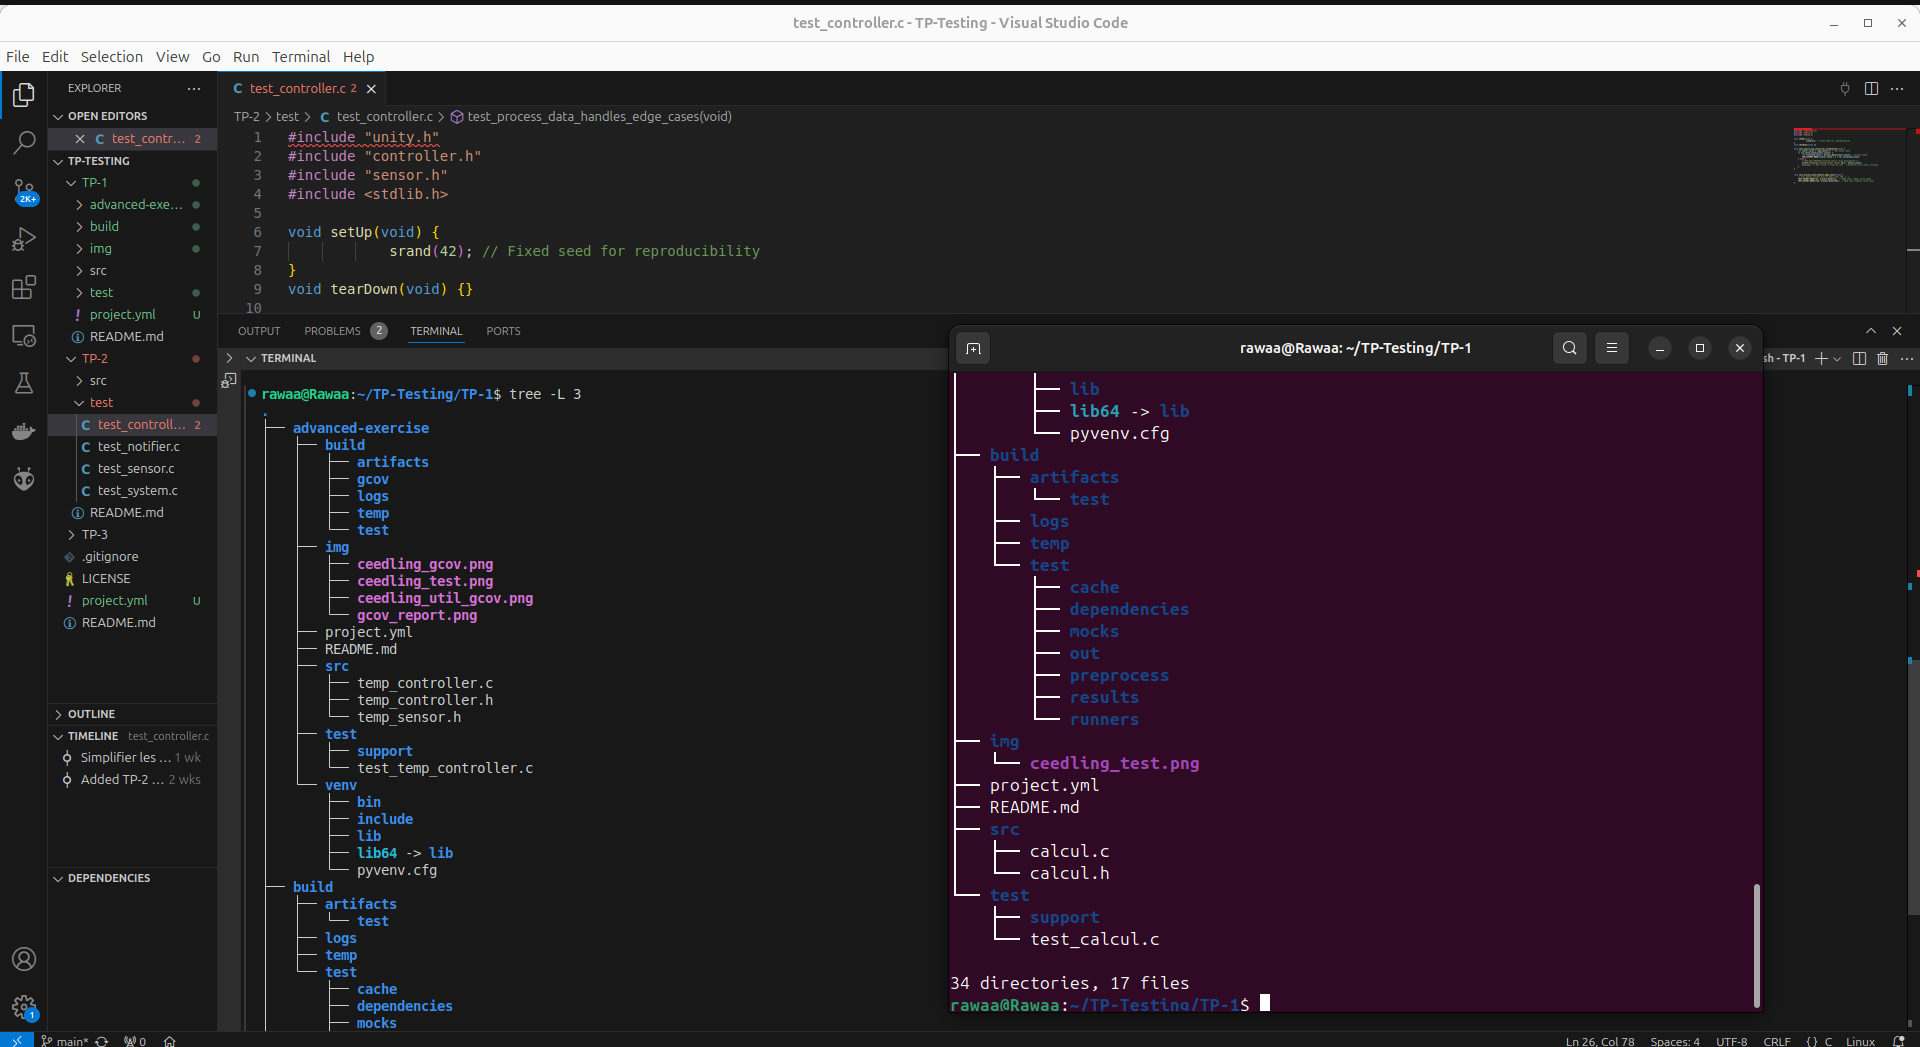 test_controller.c - TP-Testing - Visual Studio Code
File Edit Selection View Go Run Terminal Help
EXPLORER
OPEN EDITORS
test_contr... 2
TP-TESTING
TP-1
advanced-exe...
build
img
src
test
project.yml U
README.md
TP-2
src
test
test_controll... 2
test_notifier.c
test_sensor.c
test_system.c
README.md
TP-3
.gitignore
LICENSE
project.yml U
README.md
OUTLINE
TIMELINE test_controller.c
Simplifier les ... 1 wk
Added TP-2 ... 2 wks
DEPENDENCIES
2K+
1
test_controller.c 2
TP-2 > test > C test_controller.c > test_process_data_handles_edge_cases(void)
1 #include "unity.h"
2 #include "controller.h"
3 #include "sensor.h"
4 #include <stdlib.h>
5
6 void setUp(void) {
7 srand(42); // Fixed seed for reproducibility
8 }
9 void tearDown(void) {}
10
OUTPUT PROBLEMS 2 TERMINAL PORTS
TERMINAL
sh - TP-1
rawaa@Rawaa:~/TP-Testing/TP-1$ tree -L 3
.
advanced-exercise
build
artifacts
gcov
logs
temp
test
img
ceedling_gcov.png
ceedling_test.png
ceedling_util_gcov.png
gcov_report.png
project.yml
README.md
src
temp_controller.c
temp_controller.h
temp_sensor.h
test
support
test_temp_controller.c
venv
bin
include
lib
lib64 -> lib
pyvenv.cfg
build
artifacts
test
logs
temp
test
cache
dependencies
mocks
rawaa@Rawaa: ~/TP-Testing/TP-1
lib
lib64 -> lib
pyvenv.cfg
build
artifacts
test
logs
temp
test
cache
dependencies
mocks
out
preprocess
results
runners
img
ceedling_test.png
project.yml
README.md
src
calcul.c
calcul.h
test
support
test_calcul.c
34 directories, 17 files
rawaa@Rawaa:~/TP-Testing/TP-1$
main* 0
Ln 26, Col 78 Spaces: 4 UTF-8 CRLF {} C Linux